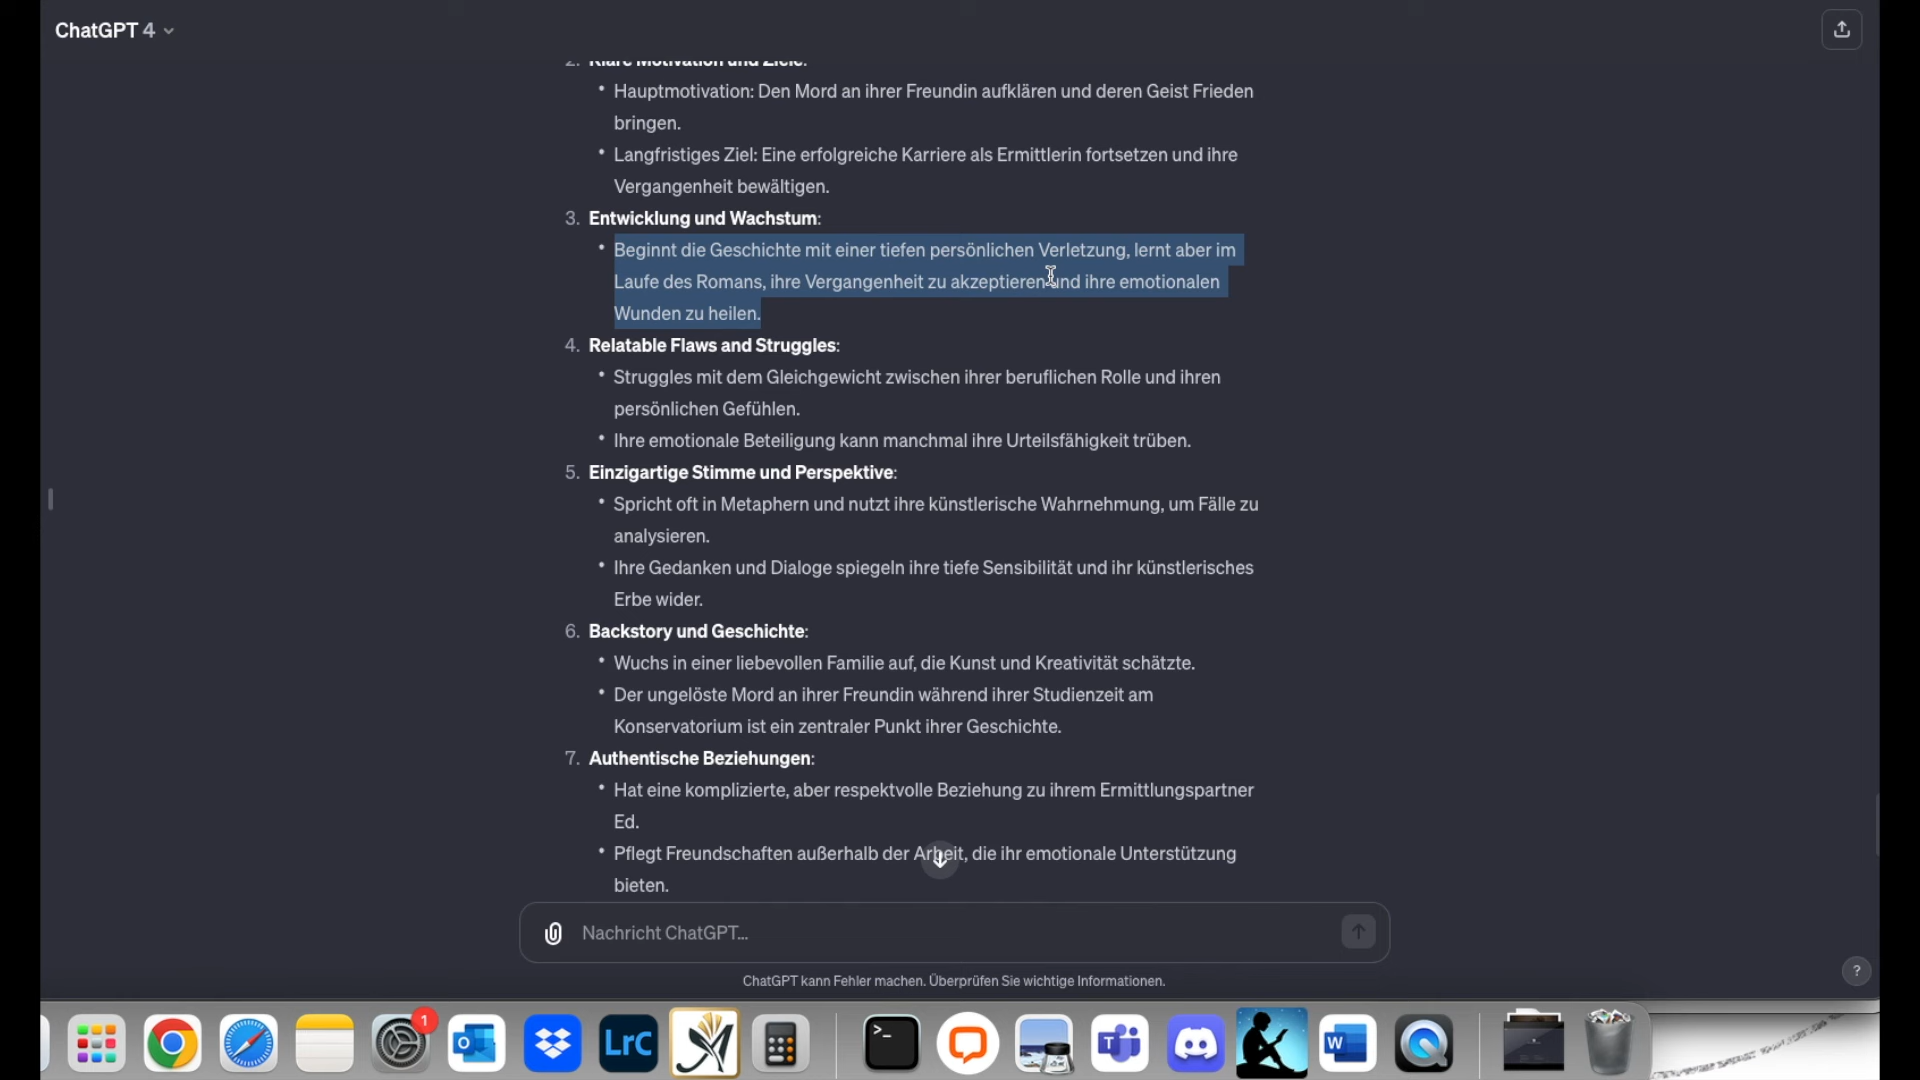 ChatGPT 4
2. Klare Motivation und Ziele:
• Hauptmotivation: Den Mord an ihrer Freundin aufklären und deren Geist Frieden
bringen.
• Langfristiges Ziel: Eine erfolgreiche Karriere als Ermittlerin fortsetzen und ihre
Vergangenheit bewältigen.
3. Entwicklung und Wachstum:
• Beginnt die Geschichte mit einer tiefen persönlichen Verletzung, lernt aber im
Laufe des Romans, ihre Vergangenheit zu akzeptieren und ihre emotionalen
Wunden zu heilen.
4. Relatable Flaws and Struggles:
• Struggles mit dem Gleichgewicht zwischen ihrer beruflichen Rolle und ihren
persönlichen Gefühlen.
• Ihre emotionale Beteiligung kann manchmal ihre Urteilsfähigkeit trüben.
5. Einzigartige Stimme und Perspektive:
• Spricht oft in Metaphern und nutzt ihre künstlerische Wahrnehmung, um Fälle zu
analysieren.
• Ihre Gedanken und Dialoge spiegeln ihre tiefe Sensibilität und ihr künstlerisches
Erbe wider.
6. Backstory und Geschichte:
• Wuchs in einer liebevollen Familie auf, die Kunst und Kreativität schätzte.
• Der ungelöste Mord an ihrer Freundin während ihrer Studienzeit am
Konservatorium ist ein zentraler Punkt ihrer Geschichte.
7. Authentische Beziehungen:
• Hat eine komplizierte, aber respektvolle Beziehung zu ihrem Ermittlungspartner
Ed.
• Pflegt Freundschaften außerhalb der Arbeit, die ihr emotionale Unterstützung
bieten.
Nachricht ChatGPT...
ChatGPT kann Fehler machen. Überprüfen Sie wichtige Informationen.
?
1
LrC